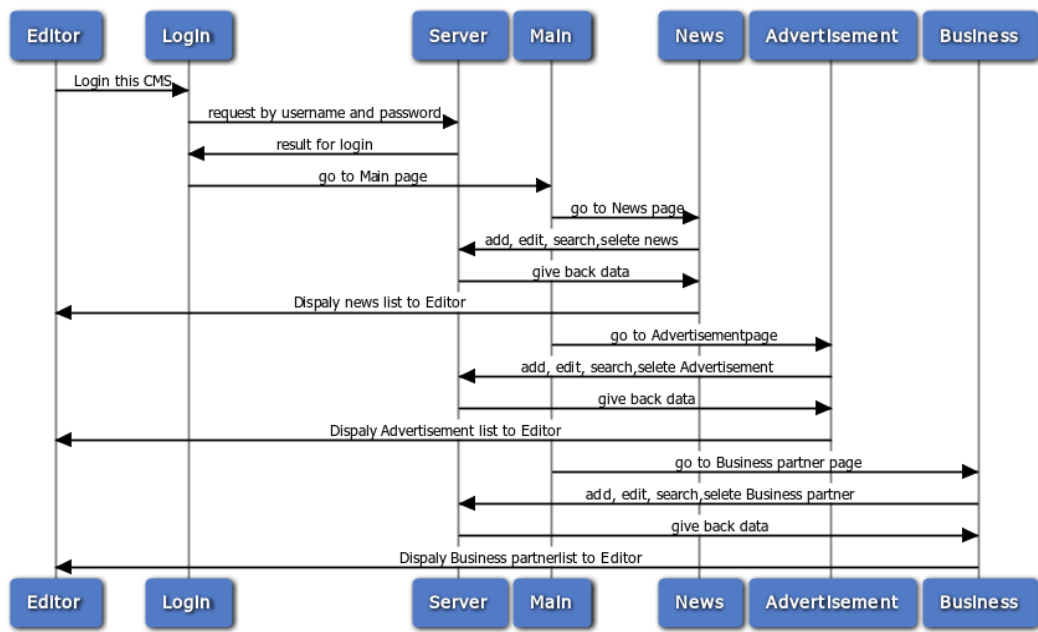 Editor
Login
Server
Main
News
Advertisement
Business
Login this CMS
request by username and password
result for login
go to Main page
go to News page
add, edit, search,selete news
give back data
Dispaly news list to Editor
go to Advertisementpage
add, edit, search,selete Advertisement
give back data
Dispaly Advertisement list to Editor
go to Business partner page
add, edit, search,selete Business partner
give back data
Dispaly Business partnerlist to Editor
Editor
Login
Server
Main
News
Advertisement
Business